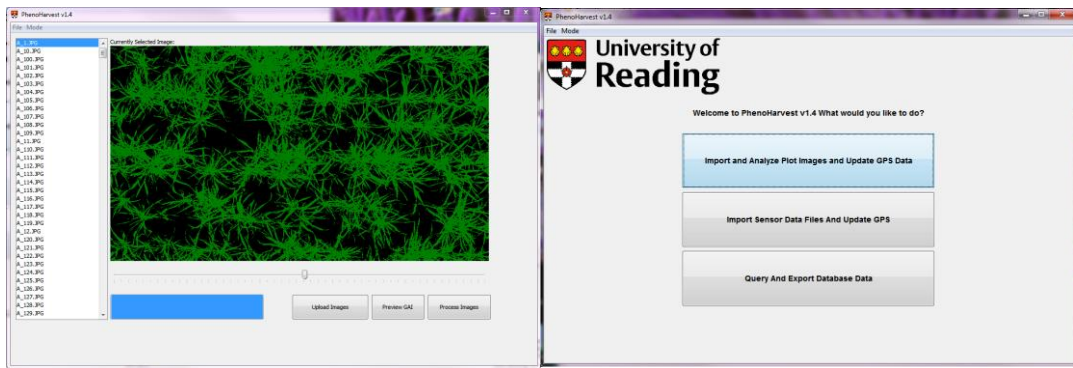 PhenoHarvest v1.4
File Mode
Currently Selected Image:
A_1.JPG
A_10.JPG
A_100.JPG
A_101.JPG
A_102.JPG
A_103.JPG
A_104.JPG
A_105.JPG
A_106.JPG
A_107.JPG
A_108.JPG
A_109.JPG
A_11.JPG
A_110.JPG
A_111.JPG
A_112.JPG
A_113.JPG
A_114.JPG
A_115.JPG
A_116.JPG
A_117.JPG
A_118.JPG
A_119.JPG
A_12.JPG
A_120.JPG
A_121.JPG
A_122.JPG
A_123.JPG
A_124.JPG
A_125.JPG
A_126.JPG
A_127.JPG
A_128.JPG
A_129.JPG
Upload Images
Preview GAI
Process Images
PhenoHarvest v1.4
File Mode
University of
Reading
Welcome to PhenoHarvest v1.4 What would you like to do?
Import and Analyze Plot Images and Update GPS Data
Import Sensor Data Files And Update GPS
Query And Export Database Data